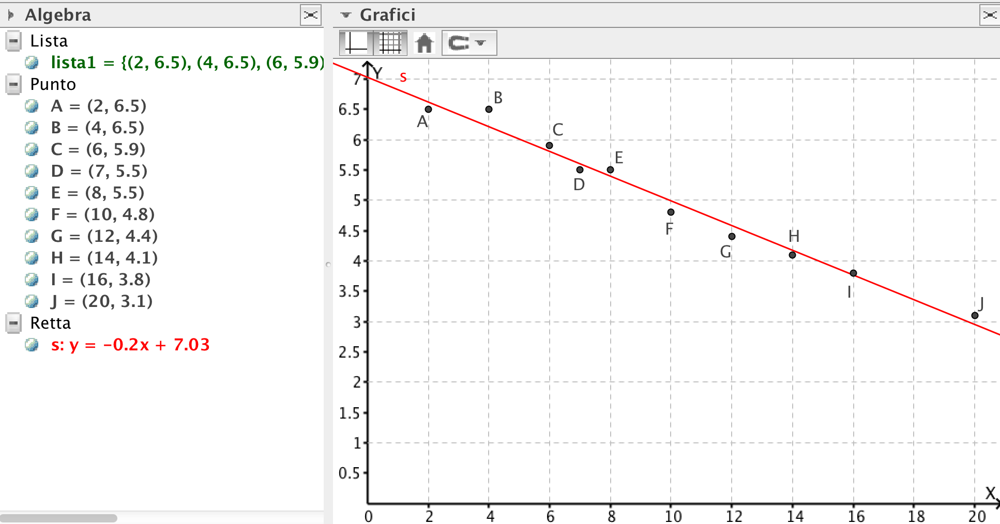 Algebra
Lista
lista1 = {(2, 6.5), (4, 6.5), (6, 5.9)
Punto
A = (2, 6.5)
B = (4, 6.5)
C = (6, 5.9)
D = (7, 5.5)
E = (8, 5.5)
F = (10, 4.8)
G = (12, 4.4)
H = (14, 4.1)
I = (16, 3.8)
J = (20, 3.1)
Retta
s: y = −0.2x + 7.03
Grafici
Y
s
7
6.5
6
5.5
5
4.5
4
3.5
3
2.5
2
1.5
1
0.5
A
B
C
D
E
F
G
H
I
J
X
0 2 4 6 8 10 12 14 16 18 20